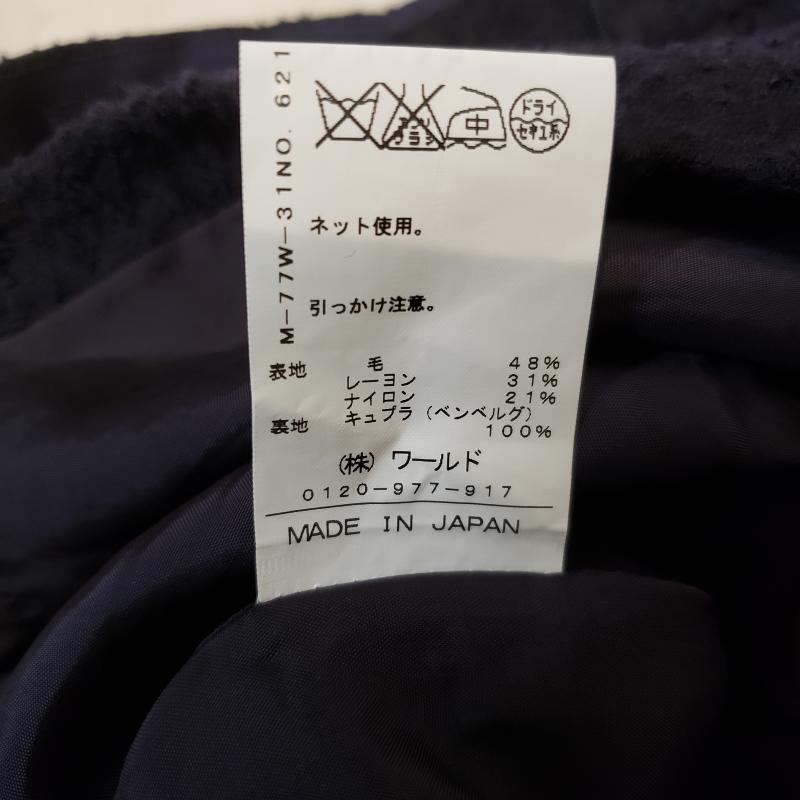 M-77W-31NO. 621
中
ドライ
セキユ系
ネット使用。
引っかけ注意。
表地 毛 48%
レーヨン 31%
ナイロン 21%
裏地 キュプラ（ベンベルグ）
100%
(株) ワールド
0120-977-917
MADE IN JAPAN